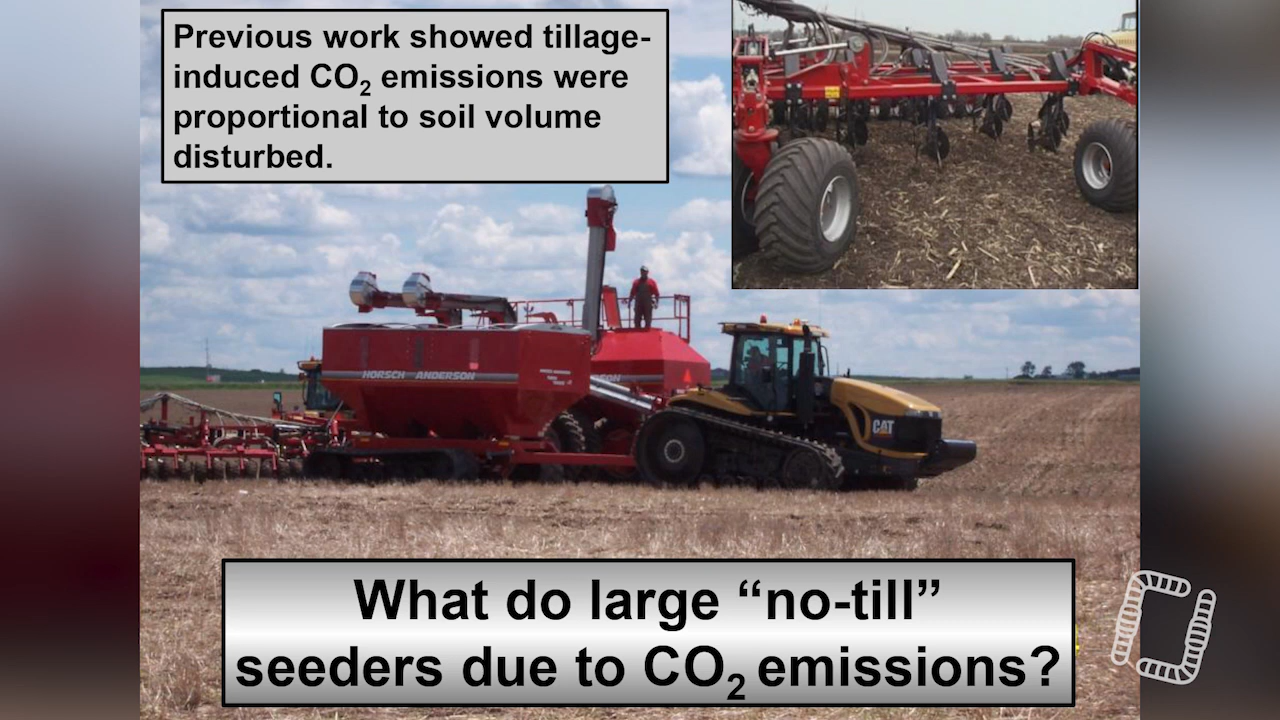 Previous work showed tillage-
induced CO₂ emissions were
proportional to soil volume
disturbed.
HORSCH ANDERSON
CAT
What do large “no-till”
seeders due to CO₂ emissions?